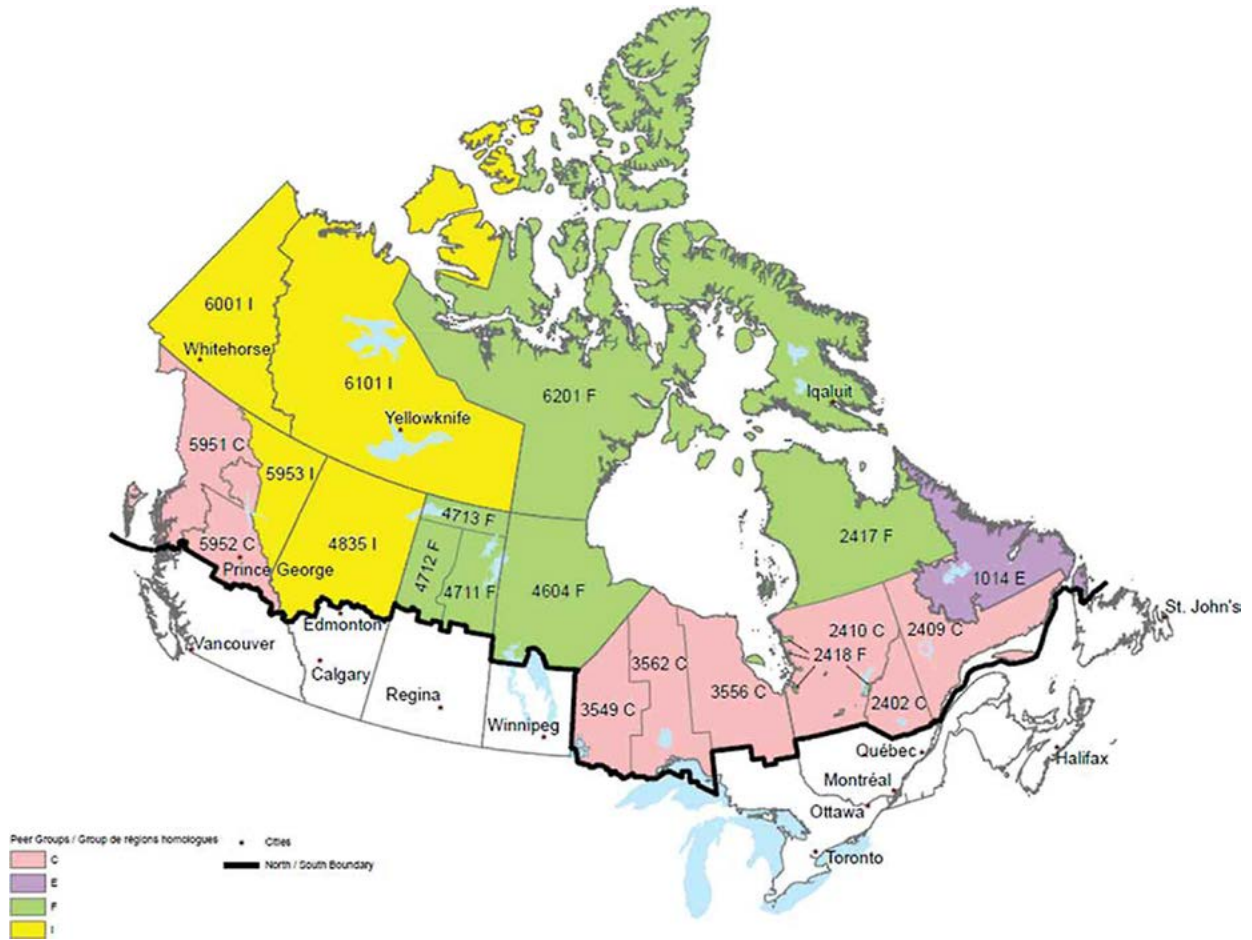 6001 I
Whitehorse
6101 I
Yellowknife
6201 F
Iqaluit
5951 C
5953 I
4713 F
2417 F
5952 C
Prince George
4835 I
4712 F
4711 F
4604 F
1014 E
St. John's
Vancouver
Edmonton
Calgary
Regina
Winnipeg
3549 C
3562 C
3556 C
2410 C
2418 F
2409 C
2402 C
Québec
Montréal
Ottawa
Halifax
Toronto
Peer Groups / Group de régions homologues
C
E
F
I
Cities
North / South Boundary